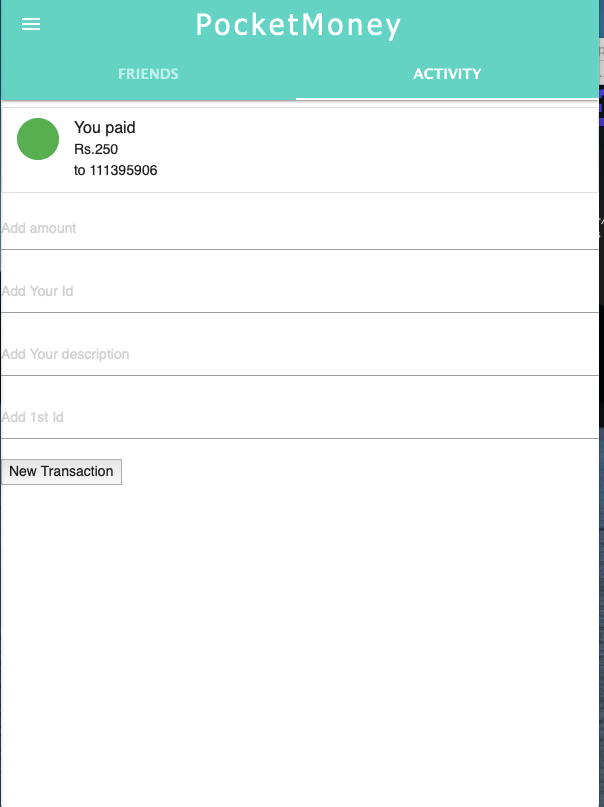 PocketMoney
FRIENDS
ACTIVITY
You paid
Rs.250
to 111395906
Add amount
Add Your Id
Add Your description
Add 1st Id
New Transaction